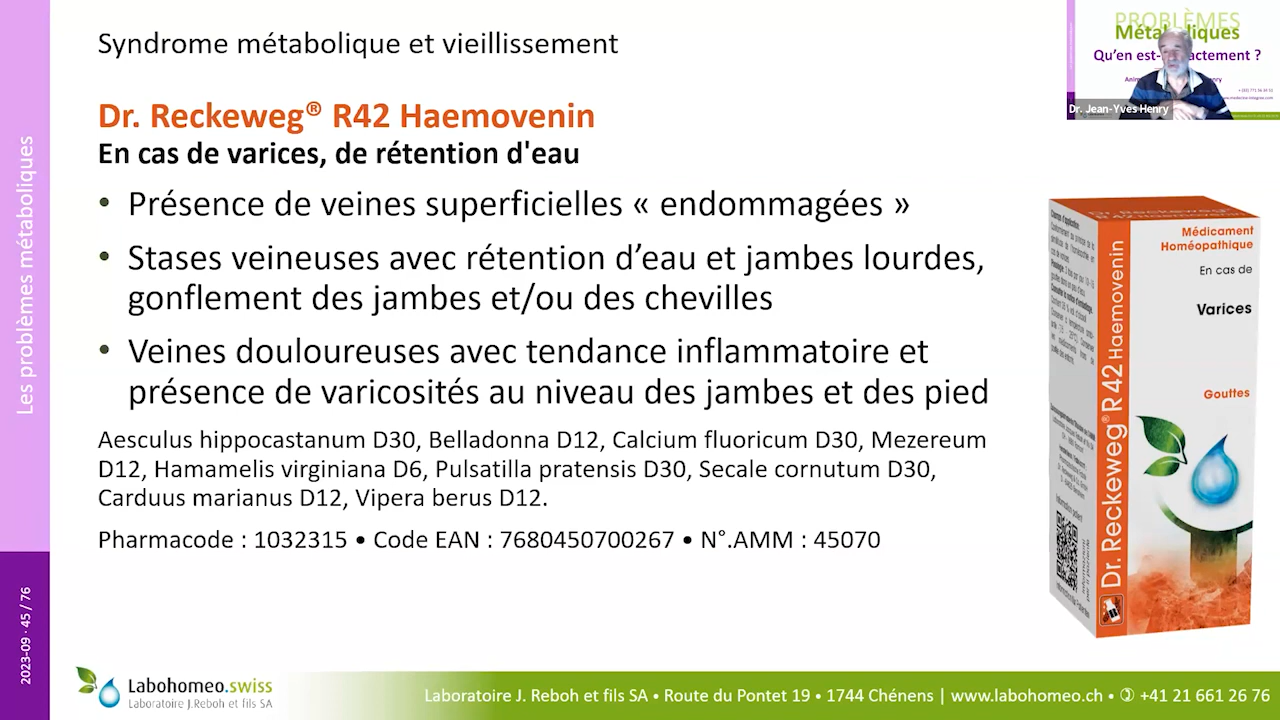 Syndrome métabolique et vieillissement
Dr. Reckeweg® R42 Haemovenin
En cas de varices, de rétention d'eau
• Présence de veines superficielles « endommagées »
• Stases veineuses avec rétention d’eau et jambes lourdes,
gonflement des jambes et/ou des chevilles
• Veines douloureuses avec tendance inflammatoire et
présence de varicosités au niveau des jambes et des pied
Aesculus hippocastanum D30, Belladonna D12, Calcium fluoricum D30, Mezereum
D12, Hamamelis virginiana D6, Pulsatilla pratensis D30, Secale cornutum D30,
Carduus marianus D12, Vipera berus D12.
Pharmacode : 1032315 • Code EAN : 7680450700267 • N°.AMM : 45070
Les problèmes métaboliques
2023-09 · 45 / 76
PROBLÈMES
Qu’en est-
Dr. Jean-Yves Henry
R42 Haemovenin
Médicament
Homéopathique
En cas de
Varices
Gouttes
Dr. Reckeweg® R42 Haemovenin
Labohomeo.swiss
Laboratoire J.Reboh et fils SA
Laboratoire J. Reboh et fils SA • Route du Pontet 19 • 1744 Chénens | www.labohomeo.ch • ✆ +41 21 661 26 76